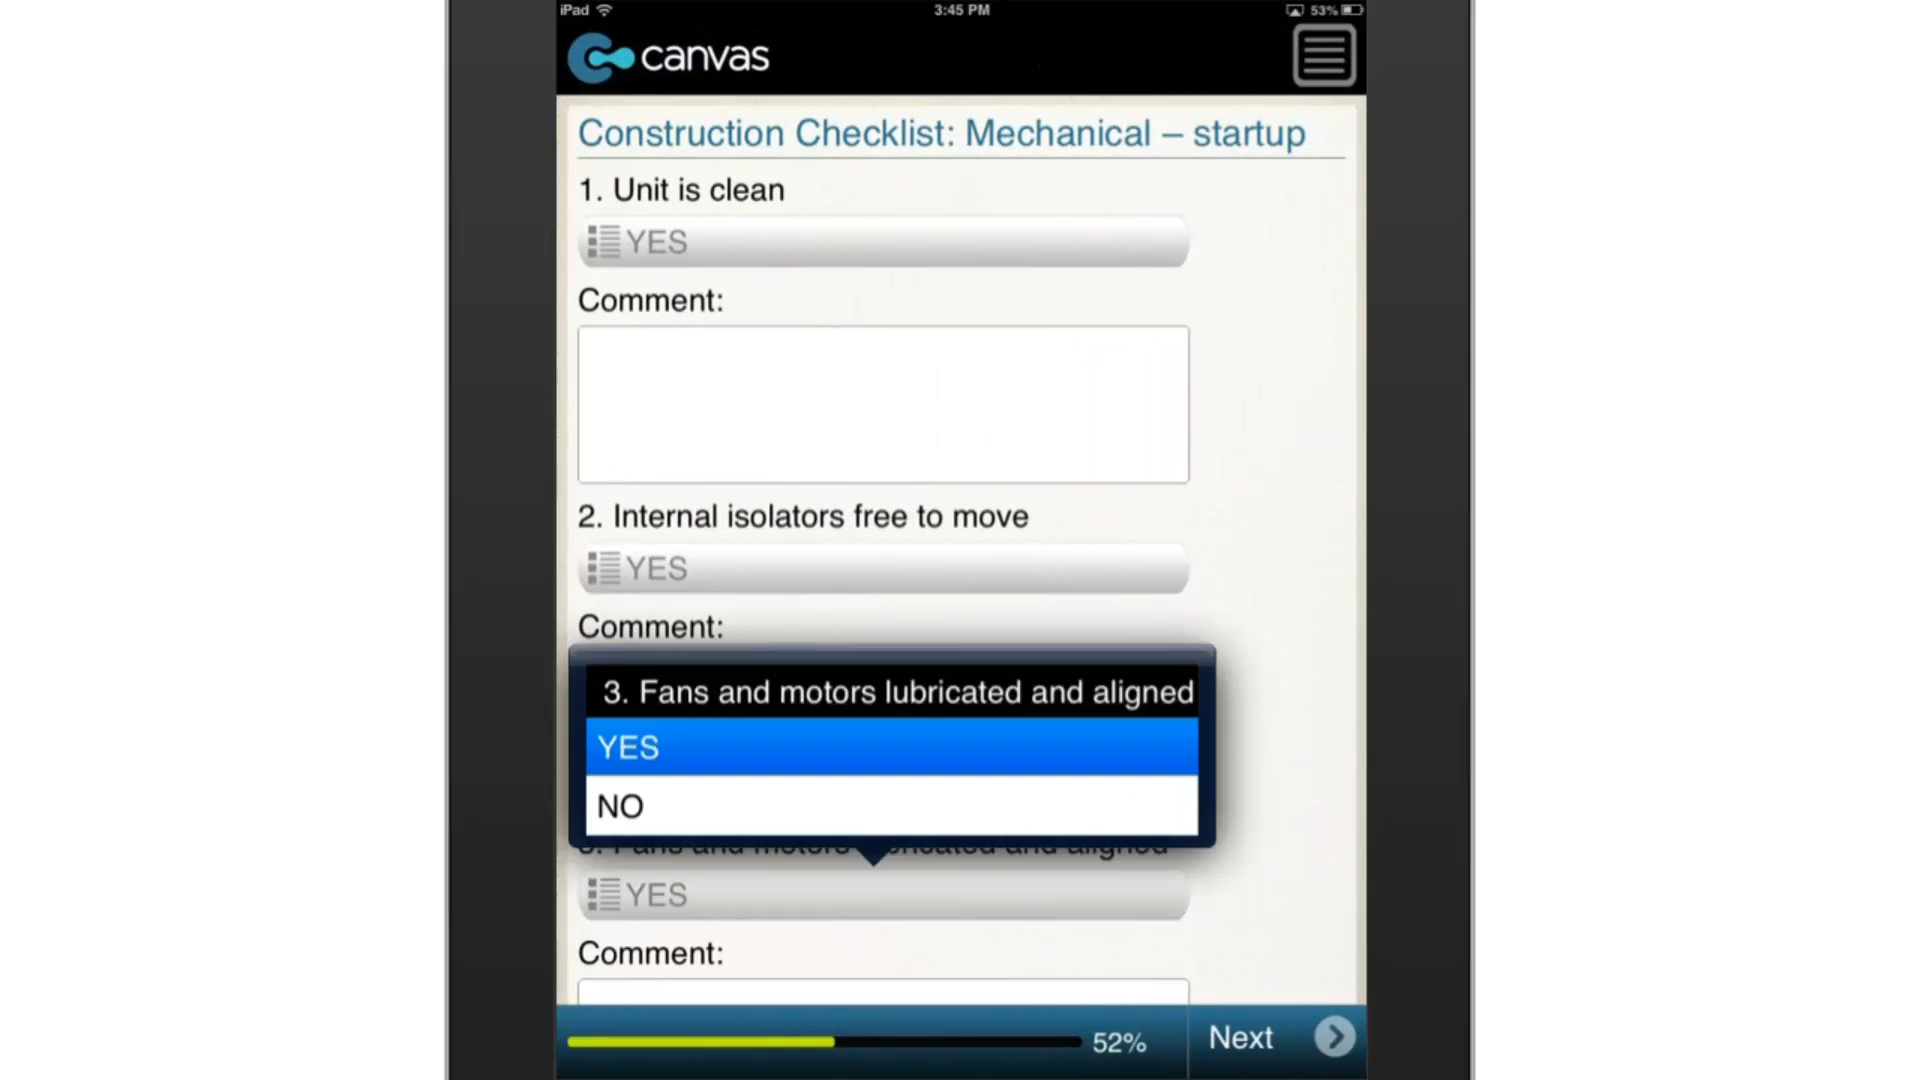 iPad 3:45 PM 53%
canvas
Construction Checklist: Mechanical – startup
1. Unit is clean
YES
Comment:
2. Internal isolators free to move
YES
Comment:
3. Fans and motors lubricated and aligned
YES
NO
3. Fans and motors lubricated and aligned
YES
Comment:
52% Next